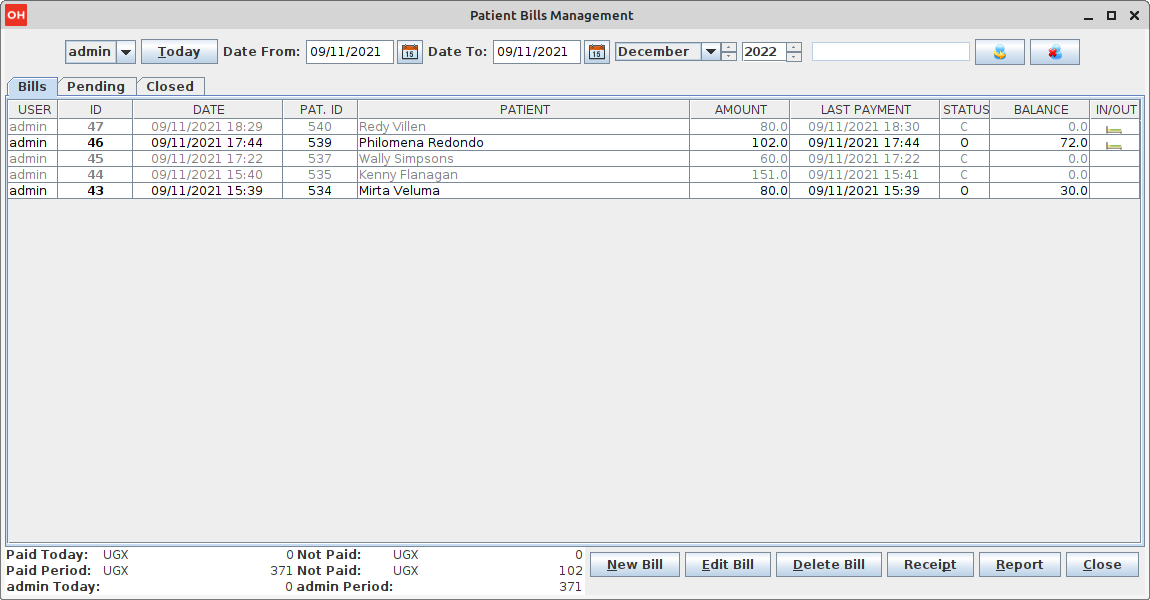 OH Patient Bills Management
admin Today Date From: 09/11/2021 15 Date To: 09/11/2021 15 December 2022
Bills Pending Closed
USER ID DATE PAT. ID PATIENT AMOUNT LAST PAYMENT STATUS BALANCE IN/OUT
admin 47 09/11/2021 18:29 540 Redy Villen 80.0 09/11/2021 18:30 C 0.0
admin 46 09/11/2021 17:44 539 Philomena Redondo 102.0 09/11/2021 17:44 O 72.0
admin 45 09/11/2021 17:22 537 Wally Simpsons 60.0 09/11/2021 17:22 C 0.0
admin 44 09/11/2021 15:40 535 Kenny Flanagan 151.0 09/11/2021 15:41 C 0.0
admin 43 09/11/2021 15:39 534 Mirta Veluma 80.0 09/11/2021 15:39 O 30.0
Paid Today: UGX 0 Not Paid: UGX 0
Paid Period: UGX 371 Not Paid: UGX 102
admin Today: 0 admin Period: 371
New Bill Edit Bill Delete Bill Receipt Report Close